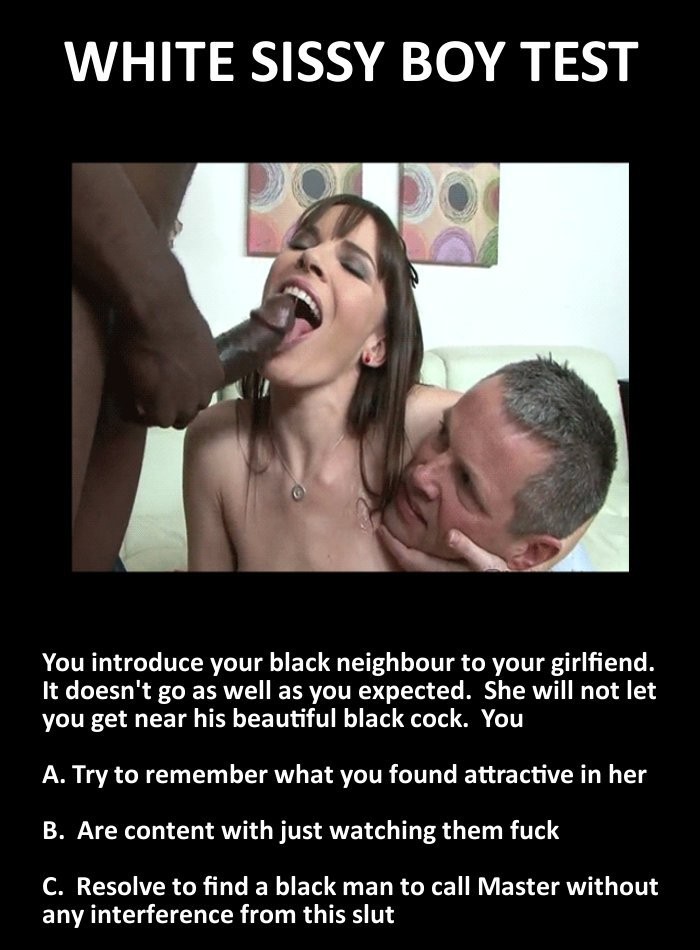 WHITE SISSY BOY TEST
You introduce your black neighbour to your girlfiend.
It doesn't go as well as you expected.  She will not let
you get near his beautiful black cock.  You
A. Try to remember what you found attractive in her
B.  Are content with just watching them fuck
C.  Resolve to find a black man to call Master without
any interference from this slut